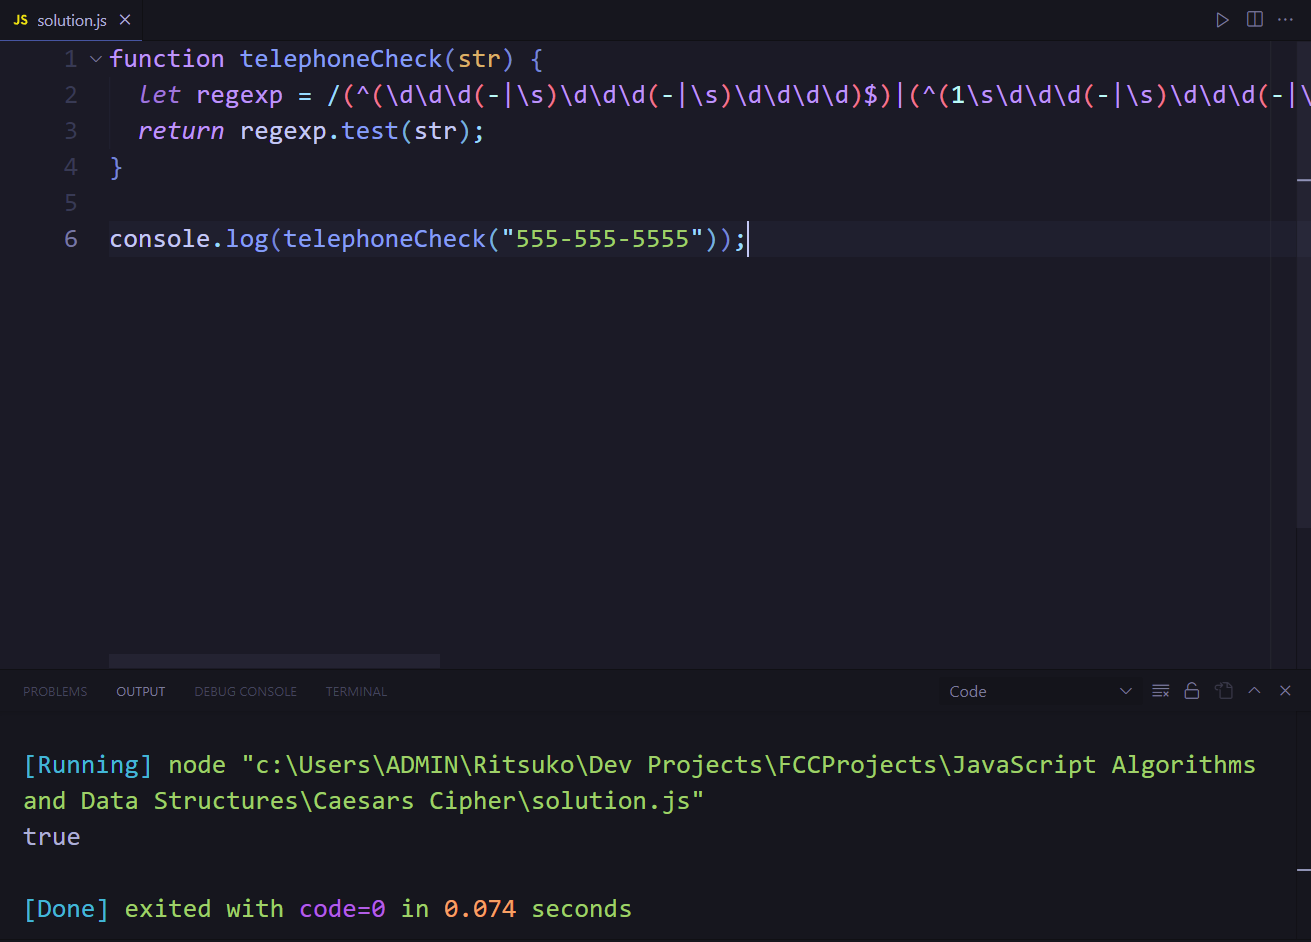 JS solution.js
1 function telephoneCheck(str) {
2 let regexp = /(^(\d\d\d(-|\s)\d\d\d(-|\s)\d\d\d\d)$)|(^(1\s\d\d\d(-|\s)\d\d\d(-|\
3 return regexp.test(str);
4 }
5
6 console.log(telephoneCheck("555-555-5555"));
PROBLEMS OUTPUT DEBUG CONSOLE TERMINAL Code
[Running] node "c:\Users\ADMIN\Ritsuko\Dev Projects\FCCProjects\JavaScript Algorithms
and Data Structures\Caesars Cipher\solution.js"
true
[Done] exited with code=0 in 0.074 seconds